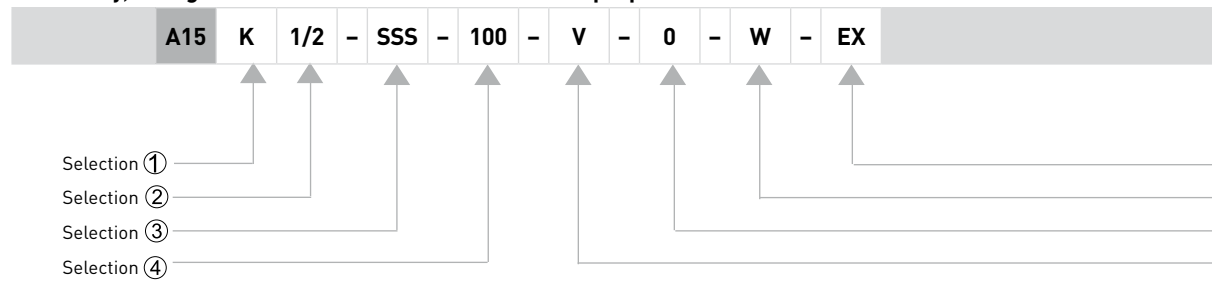 A15 K 1/2 – SSS – 100 – V – 0 – W – EX
Selection ①
Selection ②
Selection ③
Selection ④